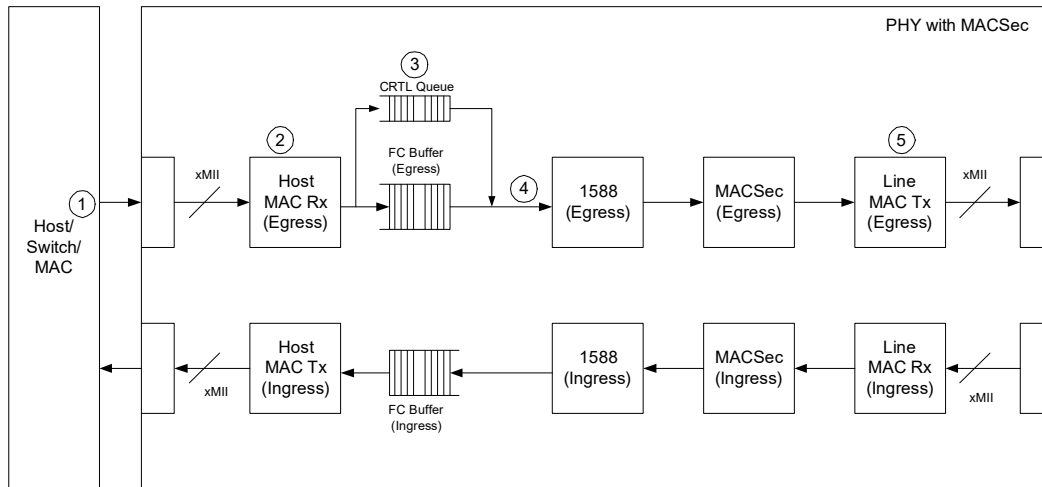 PHY with MACSec
3
CRTL Queue
2
5
FC Buffer
(Egress)
xMII
Host
MAC Rx
(Egress)
4
1588
(Egress)
MACSec
(Egress)
Line
MAC Tx
(Egress)
xMII
1
Host/
Switch/
MAC
xMII
Host
MAC Tx
(Ingress)
FC Buffer
(Ingress)
1588
(Ingress)
MACSec
(Ingress)
Line
MAC Rx
(Ingress)
xMII